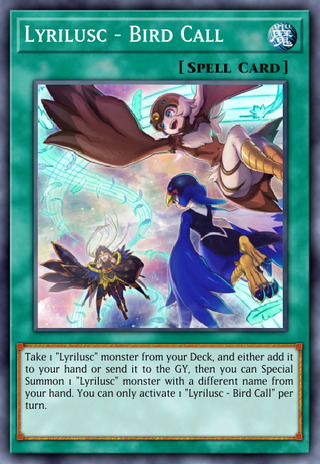 Lyrilusc - Bird Call
魔
[Spell Card]
Take 1 "Lyrilusc" monster from your Deck, and either add it
to your hand or send it to the GY, then you can Special
Summon 1 "Lyrilusc" monster with a different name from
your hand. You can only activate 1 "Lyrilusc - Bird Call" per
turn.